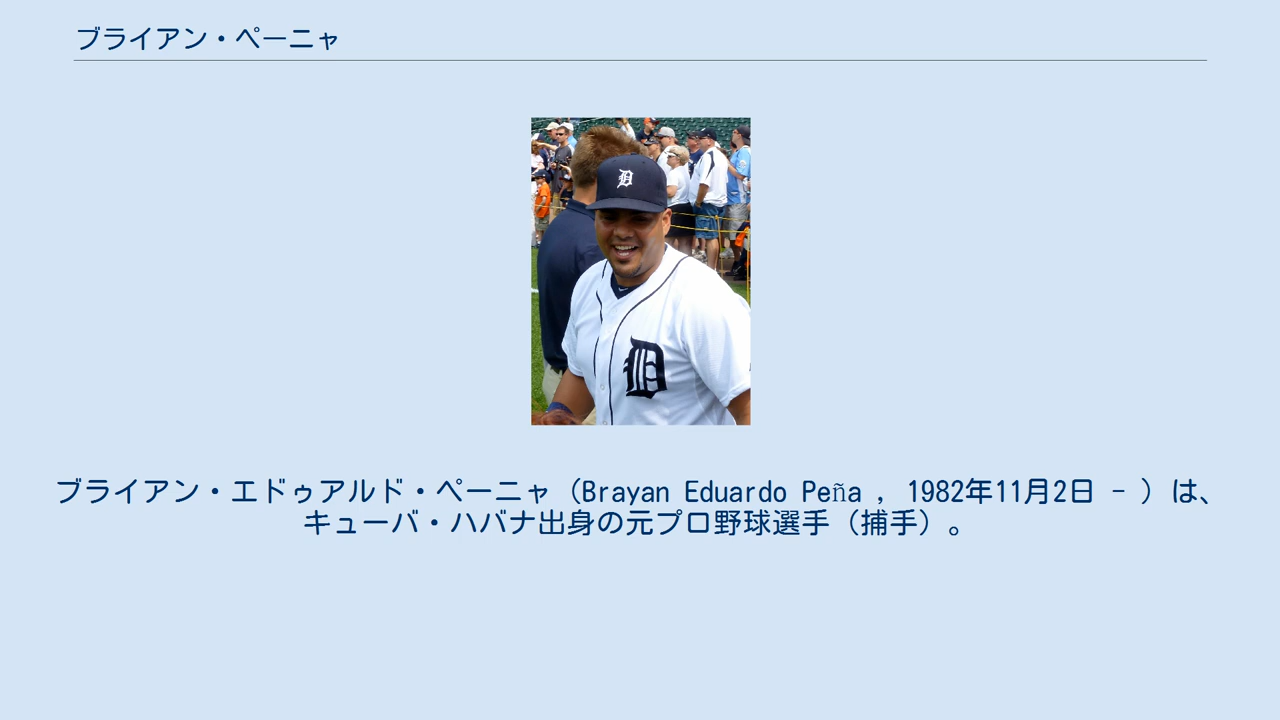 ブライアン・ペーニャ
D
D
ブライアン・エドゥアルド・ペーニャ（Brayan Eduardo Peña , 1982年11月2日 - ）は、
キューバ・ハバナ出身の元プロ野球選手（捕手）。